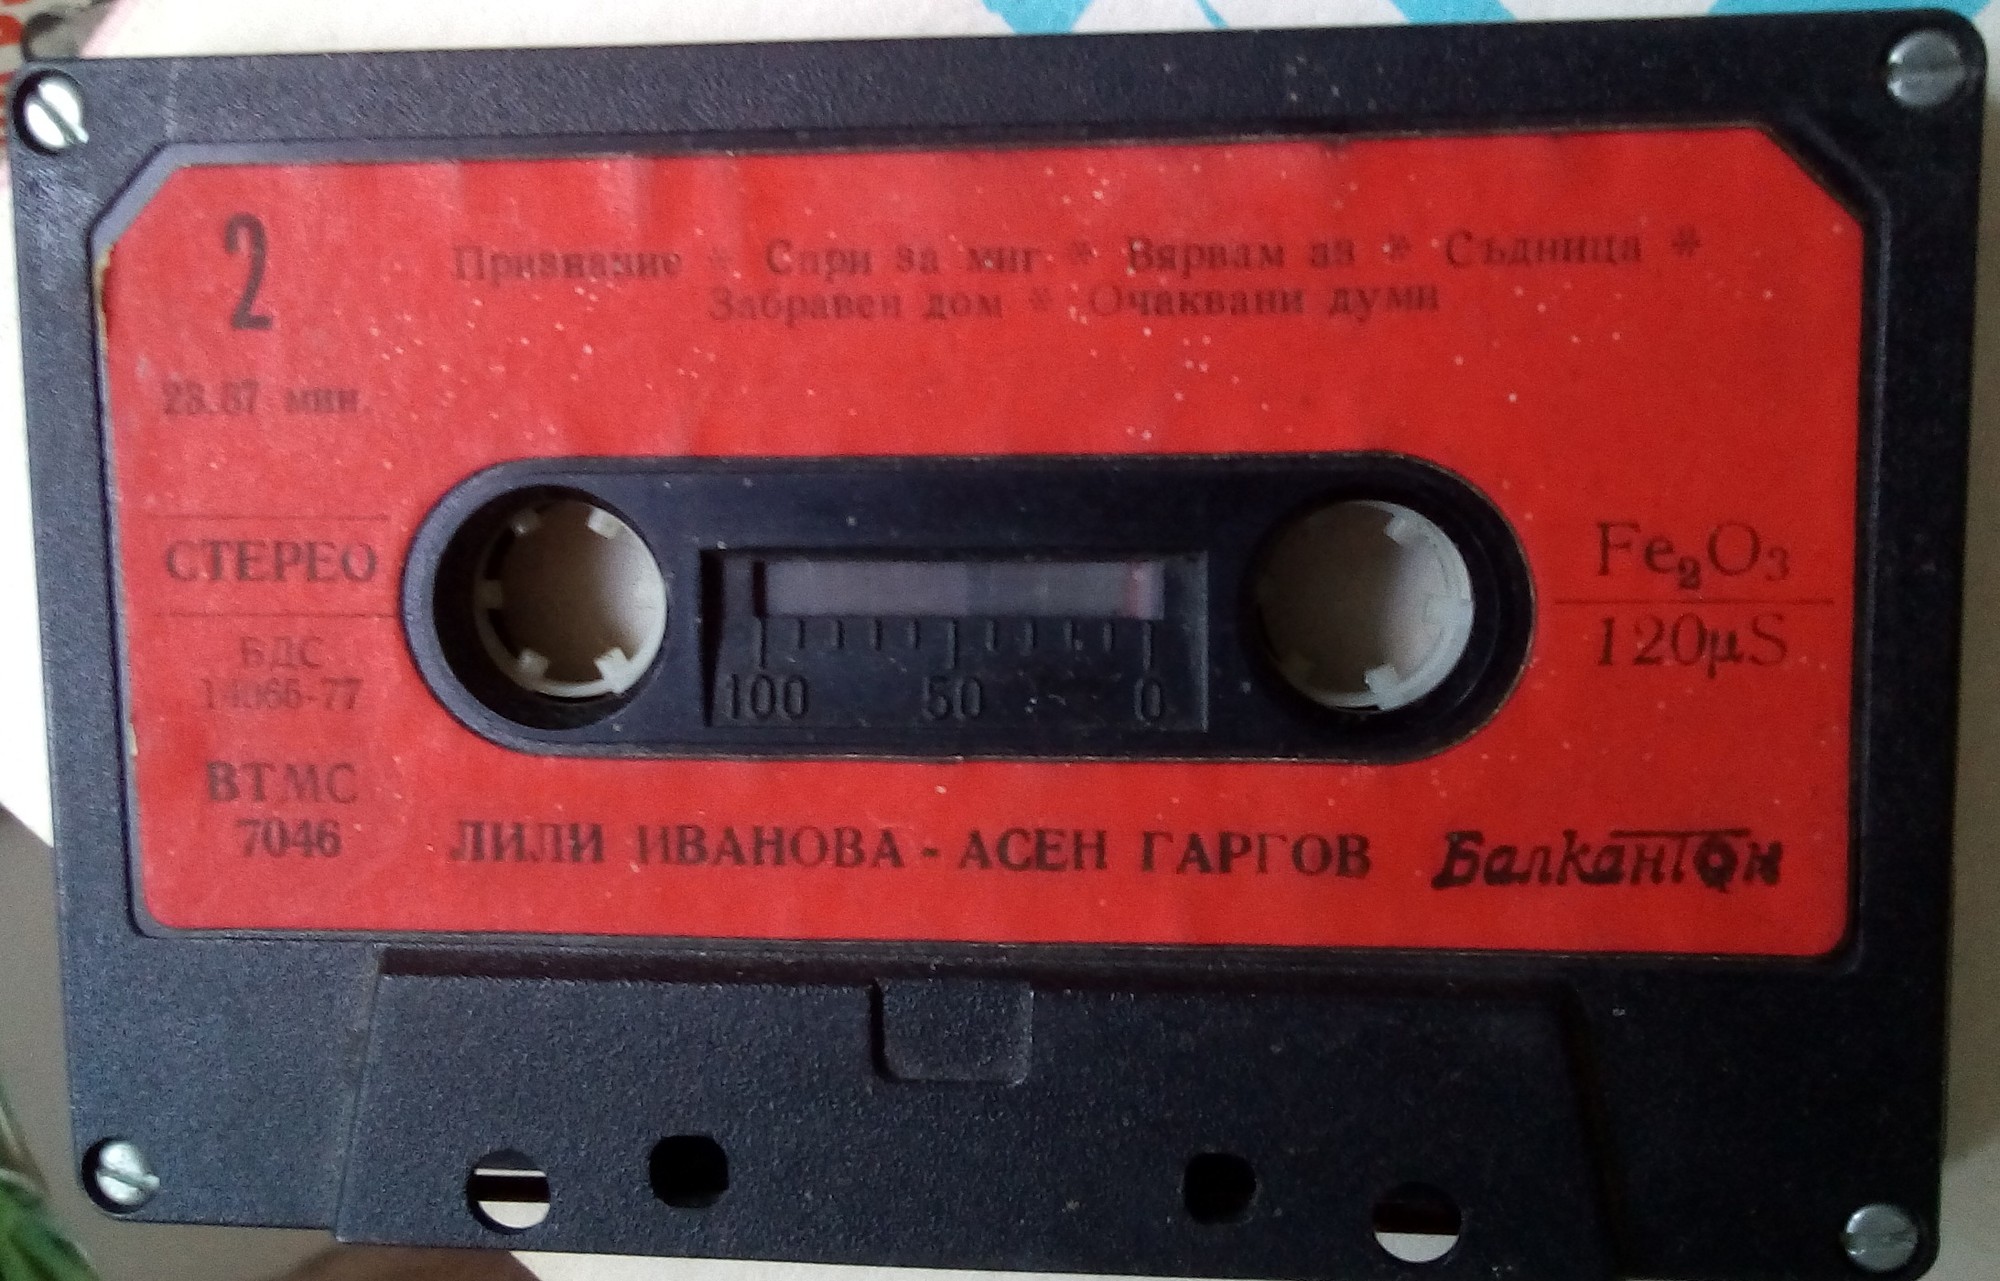 2
Признание * Спри за миг * Вярвам аз * Съдница *
Забравен дом * Очаквани думи
23.87 мин.
СТЕРЕО
Fe₂O₃
120μS
БДС
14066-77
100 50 0
ВТМС
7046
ЛИЛИ ИВАНОВА - АСЕН ГАРГОВ Балкантон